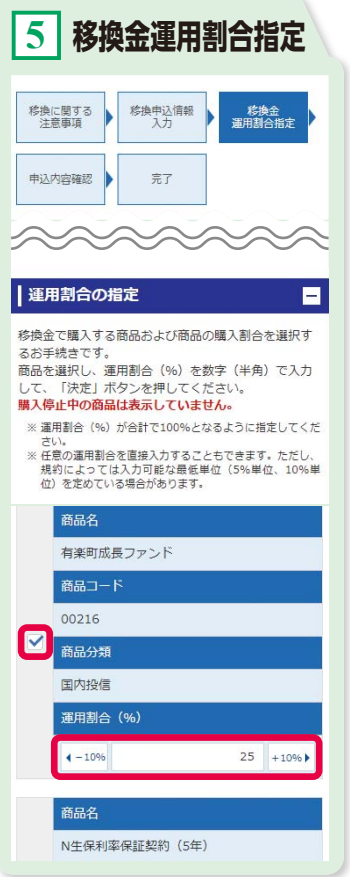 5 移換金運用割合指定
移換に関する
注意事項
移換申込情報
入力
移換金
運用割合指定
申込内容確認
完了
運用割合の指定
移換金で購入する商品および商品の購入割合を選択す
るお手続きです。
商品を選択し、運用割合（%）を数字（半角）で入力
して、「決定」ボタンを押してください。
購入停止中の商品は表示していません。
※ 運用割合（%）が合計で100%となるように指定してくだ
さい。
※ 任意の運用割合を直接入力することもできます。ただし、
規約によっては入力可能な最低単位（5%単位、10%単
位）を定めている場合があります。
商品名
有楽町成長ファンド
商品コード
00216
商品分類
国内投信
運用割合（%）
－10% 25 +10%
商品名
N生保利率保証契約（5年）